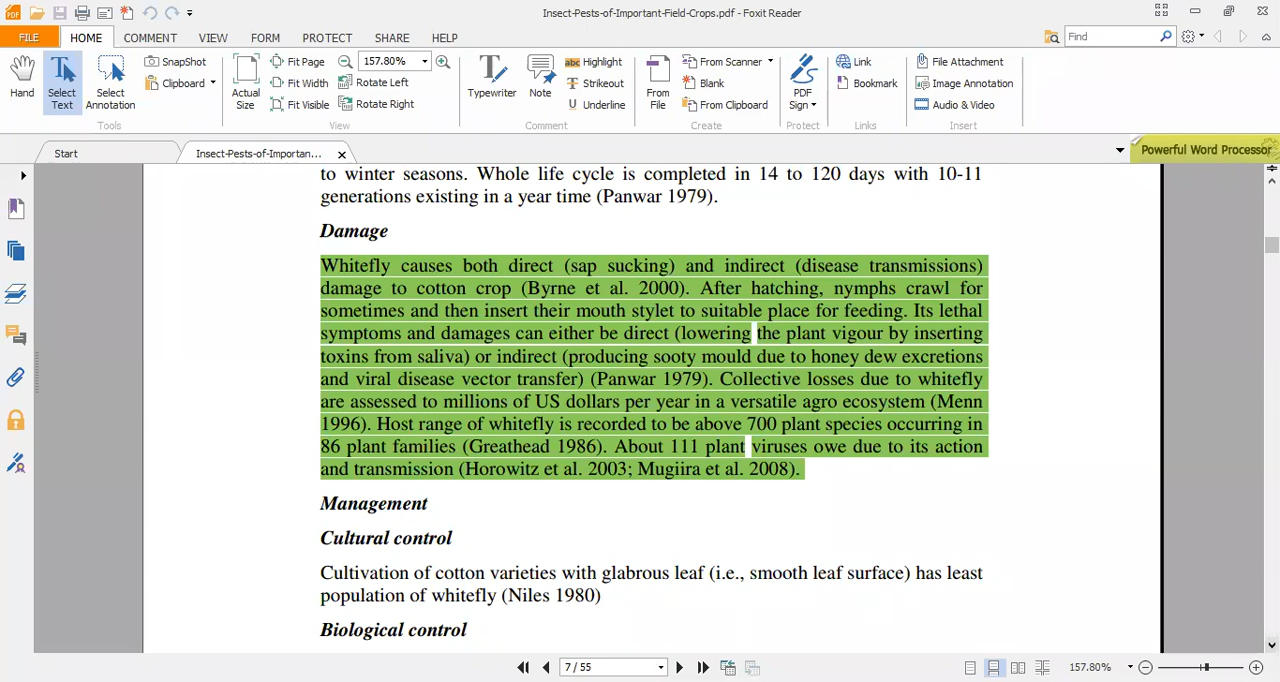 Insect-Pests-of-Important-Field-Crops.pdf - Foxit Reader
FILE HOME COMMENT VIEW FORM PROTECT SHARE HELP
Find
Hand
Select Text
Select Annotation
SnapShot
Clipboard
Tools
Actual Size
Fit Page
Fit Width
Fit Visible
157.80%
Rotate Left
Rotate Right
View
Typewriter
Note
abc Highlight
Strikeout
Underline
Comment
From File
From Scanner
Blank
From Clipboard
Create
PDF Sign
Protect
Link
Bookmark
Links
File Attachment
Image Annotation
Audio & Video
Insert
Start
Insect-Pests-of-Importan...
Powerful Word Processor
to winter seasons. Whole life cycle is completed in 14 to 120 days with 10-11
generations existing in a year time (Panwar 1979).
Damage
Whitefly causes both direct (sap sucking) and indirect (disease transmissions)
damage to cotton crop (Byrne et al. 2000). After hatching, nymphs crawl for
sometimes and then insert their mouth stylet to suitable place for feeding. Its lethal
symptoms and damages can either be direct (lowering the plant vigour by inserting
toxins from saliva) or indirect (producing sooty mould due to honey dew excretions
and viral disease vector transfer) (Panwar 1979). Collective losses due to whitefly
are assessed to millions of US dollars per year in a versatile agro ecosystem (Menn
1996). Host range of whitefly is recorded to be above 700 plant species occurring in
86 plant families (Greathead 1986). About 111 plant viruses owe due to its action
and transmission (Horowitz et al. 2003; Mugiira et al. 2008).
Management
Cultural control
Cultivation of cotton varieties with glabrous leaf (i.e., smooth leaf surface) has least
population of whitefly (Niles 1980)
Biological control
7 / 55
157.80%